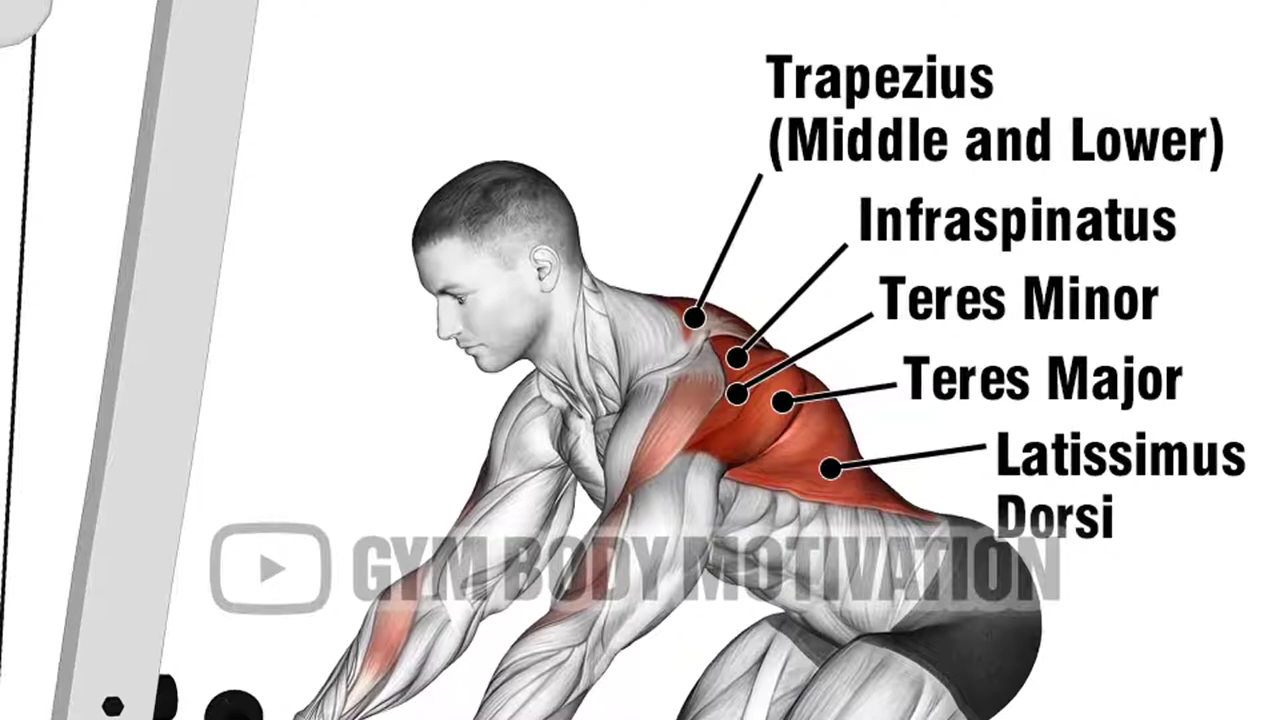 Trapezius
(Middle and Lower)
Infraspinatus
Teres Minor
Teres Major
Latissimus
Dorsi
GYM BODY MOTIVATION